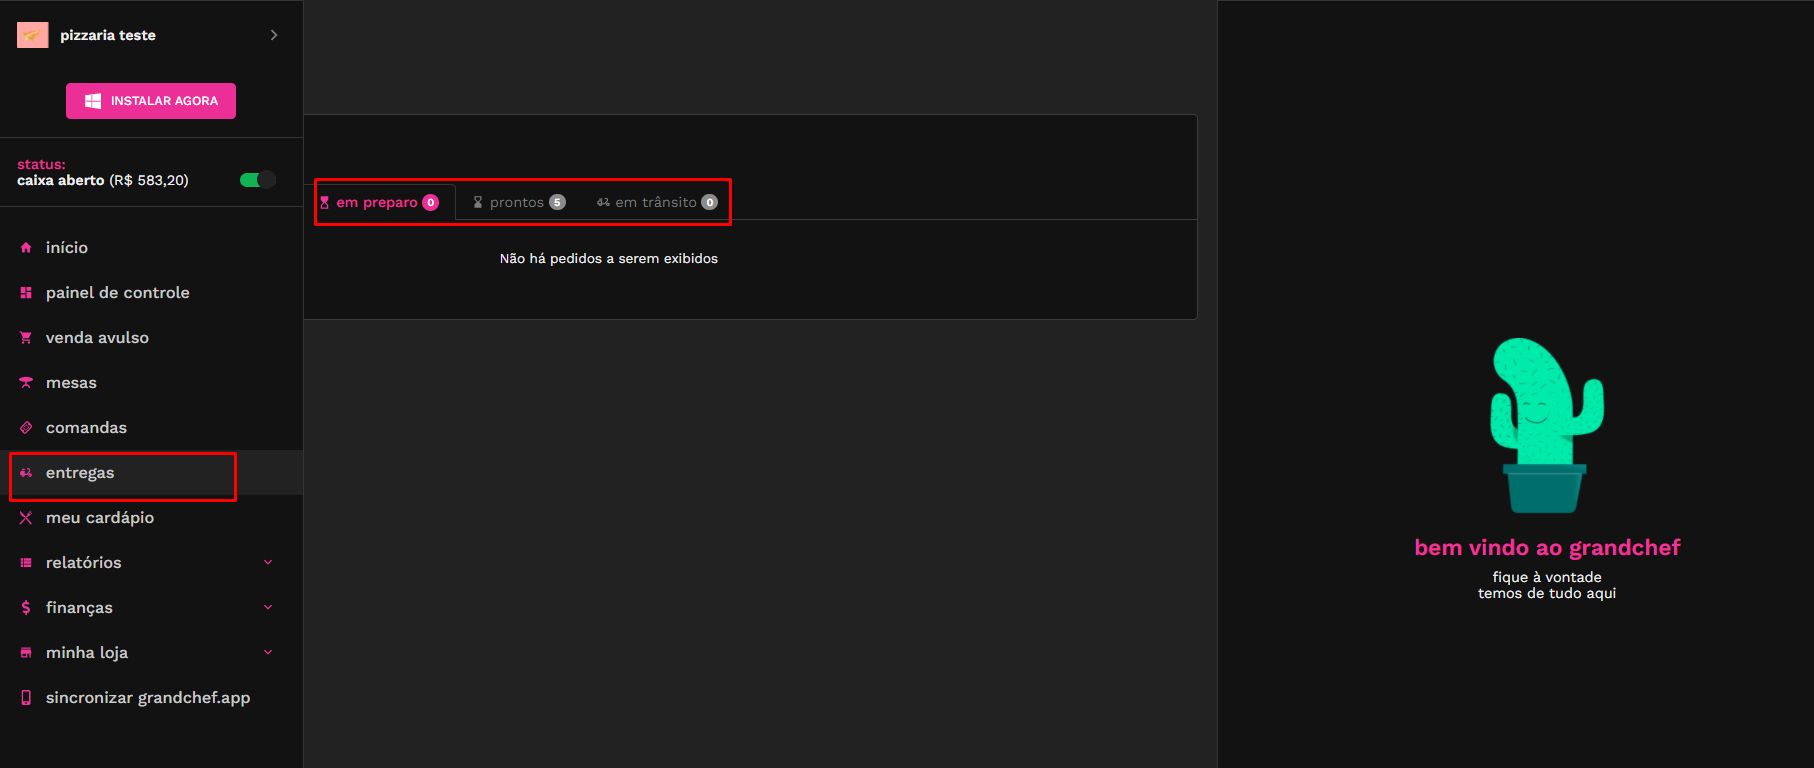 pizzaria teste
INSTALAR AGORA
status:
caixa aberto (R$ 583,20)
início
painel de controle
venda avulso
mesas
comandas
entregas
meu cardápio
relatórios
finanças
minha loja
sincronizar grandchef.app
em preparo 0 prontos 5 em trânsito 0
Não há pedidos a serem exibidos
bem vindo ao grandchef
fique à vontade
temos de tudo aqui